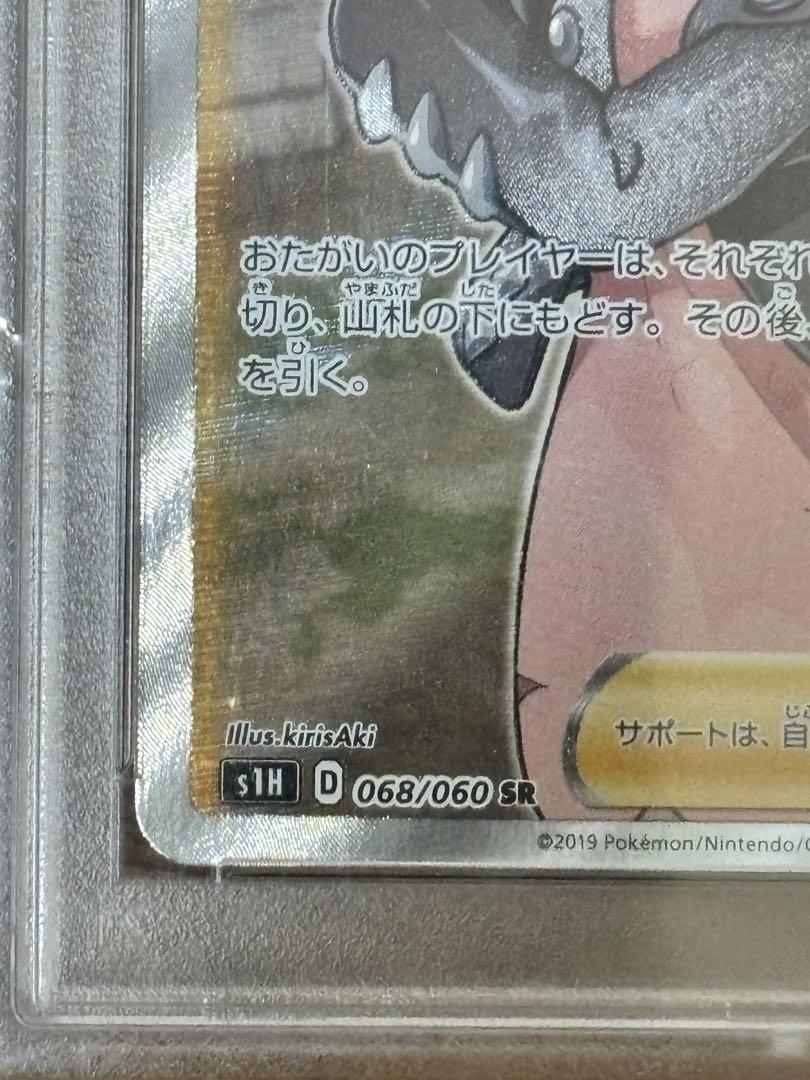 おたがいのプレイヤーは、それぞれ
切り、山札の下にもどす。その後、
を引く。
サポートは、自
Illus.kirisAki
s1H D 068/060 SR
©2019 Pokémon/Nintendo/